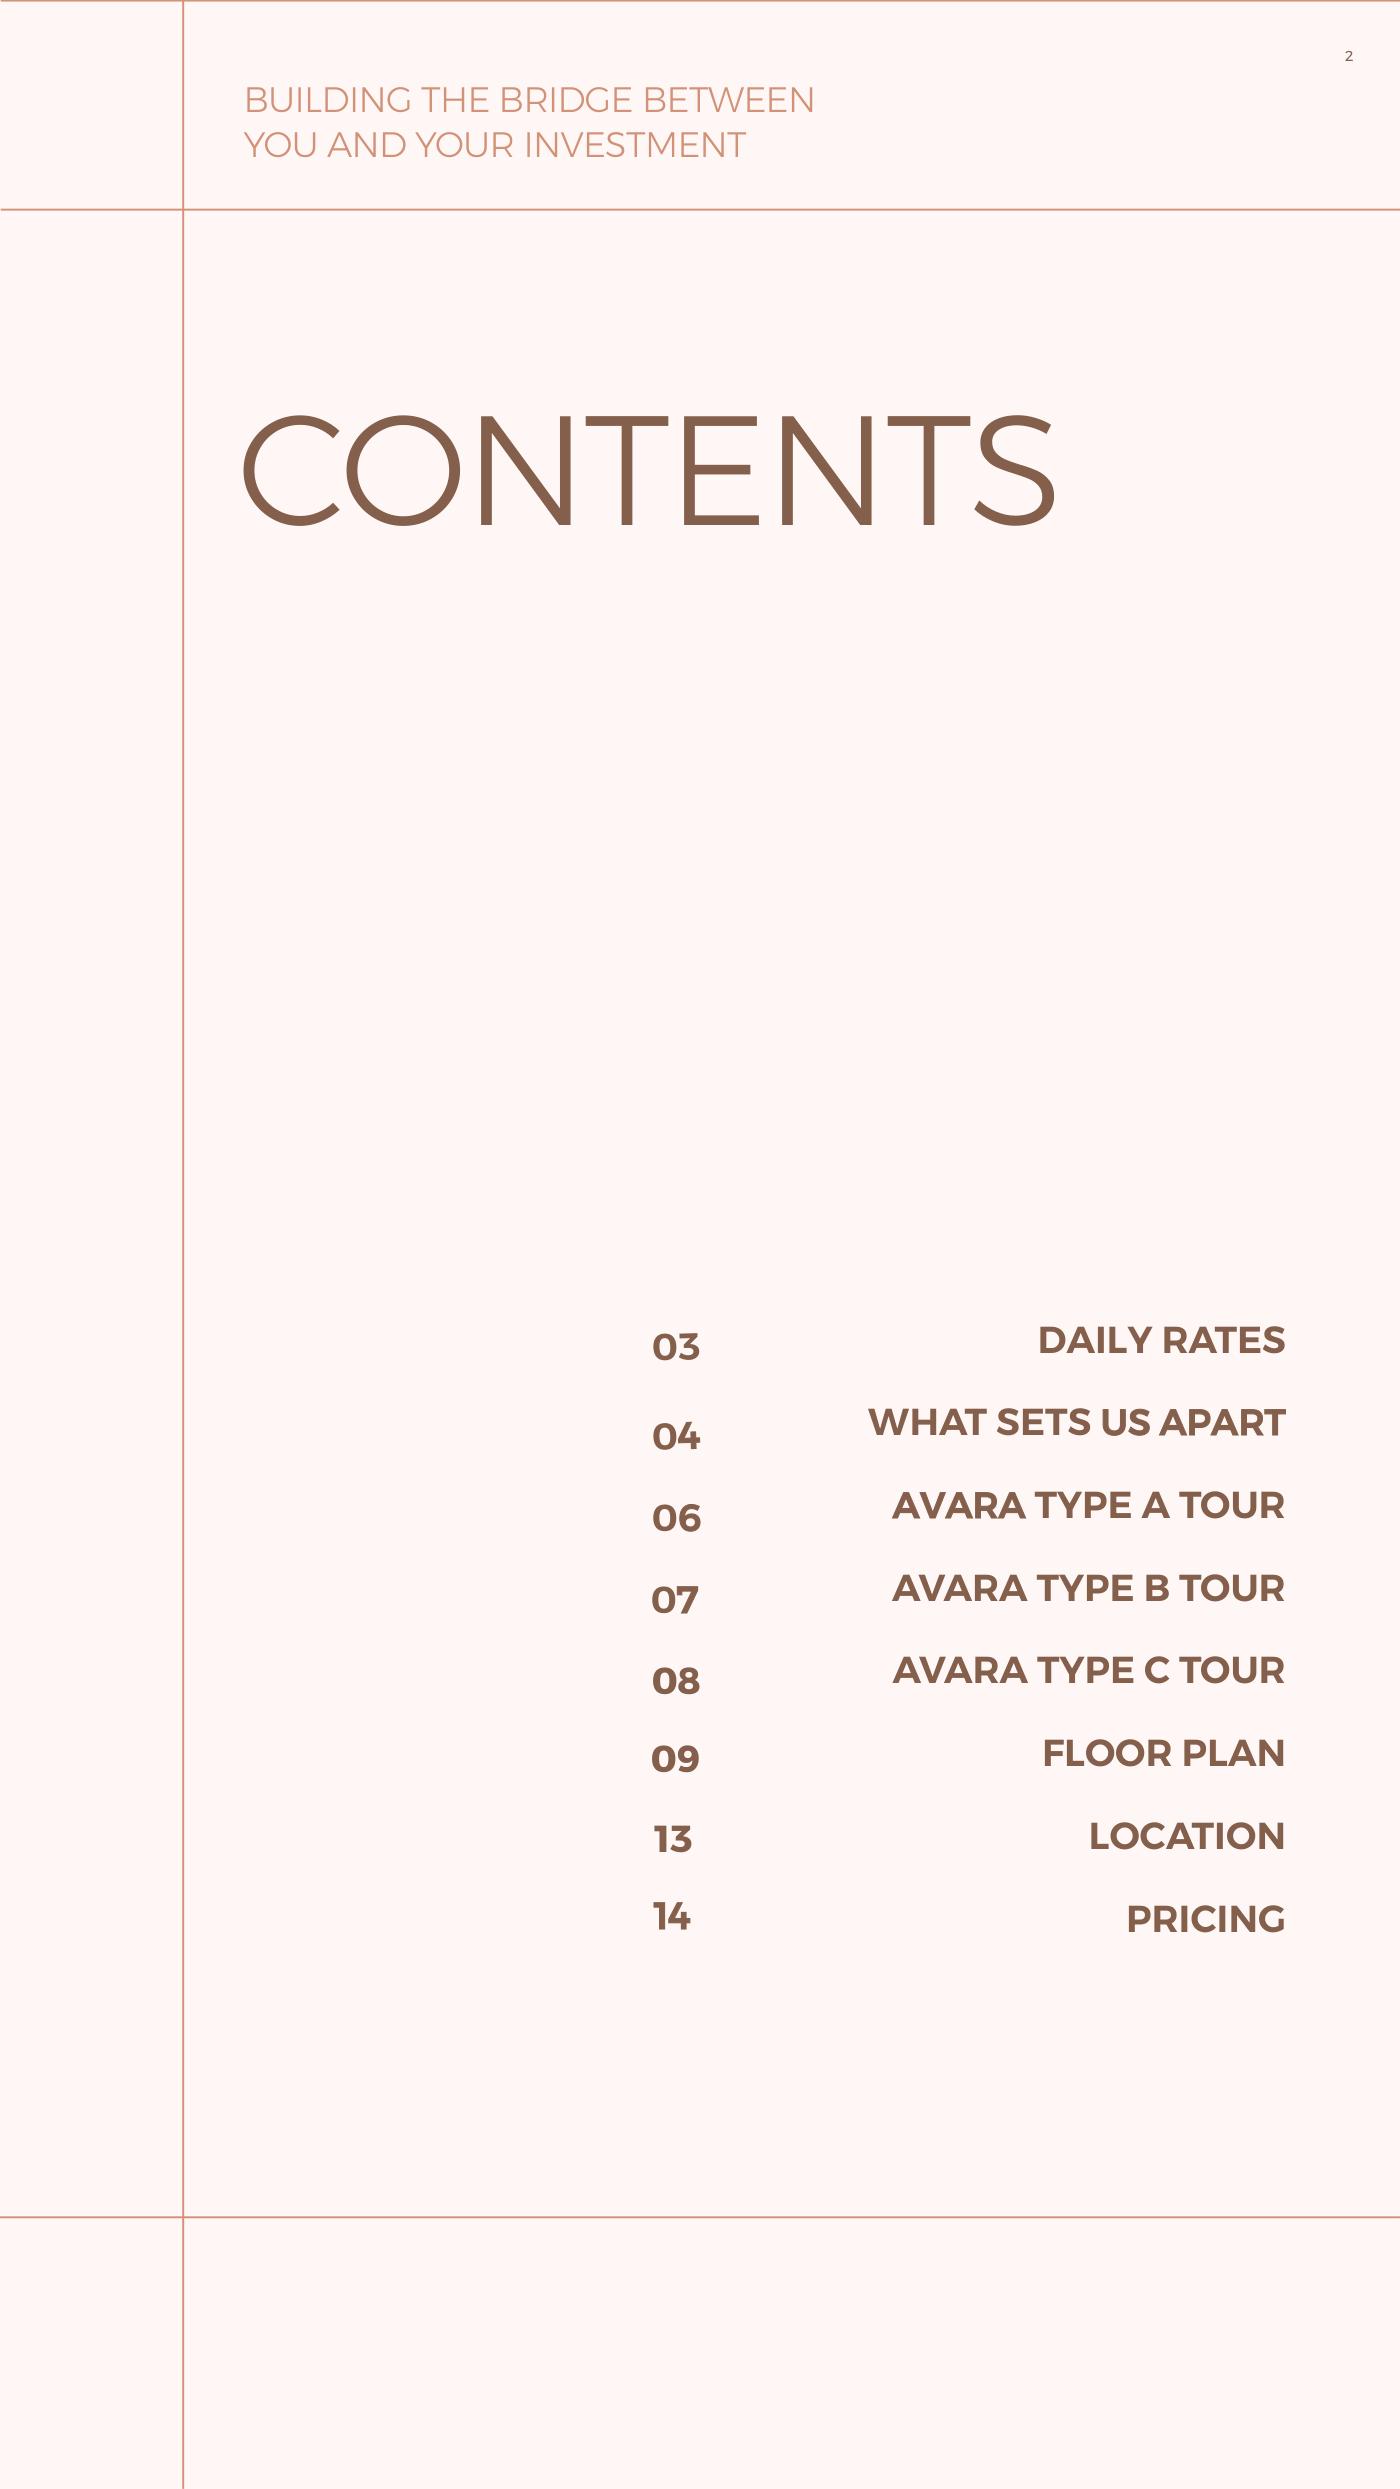 2
BUILDING THE BRIDGE BETWEEN
YOU AND YOUR INVESTMENT
CONTENTS
03 DAILY RATES
04 WHAT SETS US APART
06 AVARA TYPE A TOUR
07 AVARA TYPE B TOUR
08 AVARA TYPE C TOUR
09 FLOOR PLAN
13 LOCATION
14 PRICING